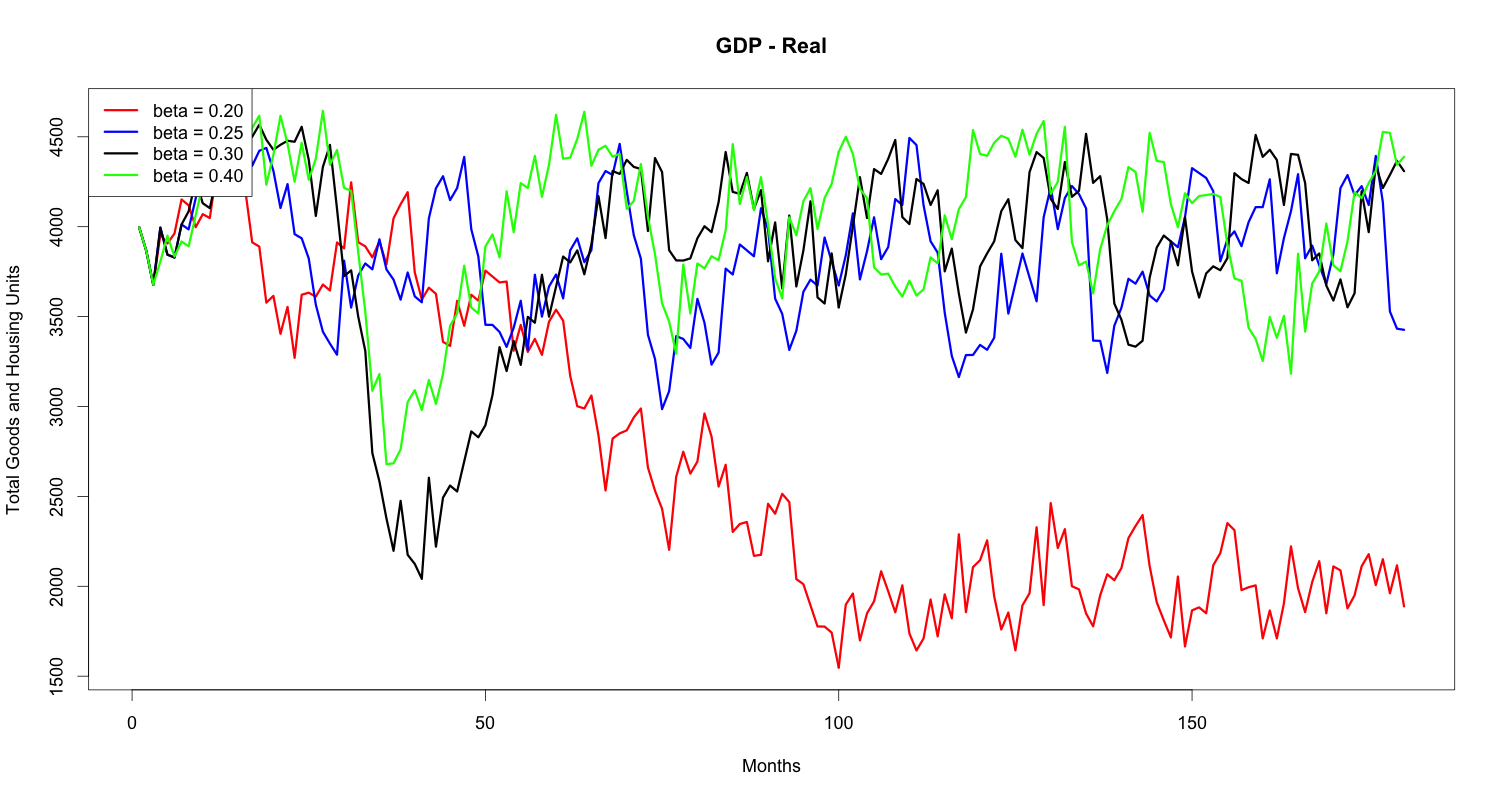 GDP - Real
beta = 0.20
beta = 0.25
beta = 0.30
beta = 0.40
Total Goods and Housing Units
4500
4000
3500
3000
2500
2000
1500
0 50 100 150
Months